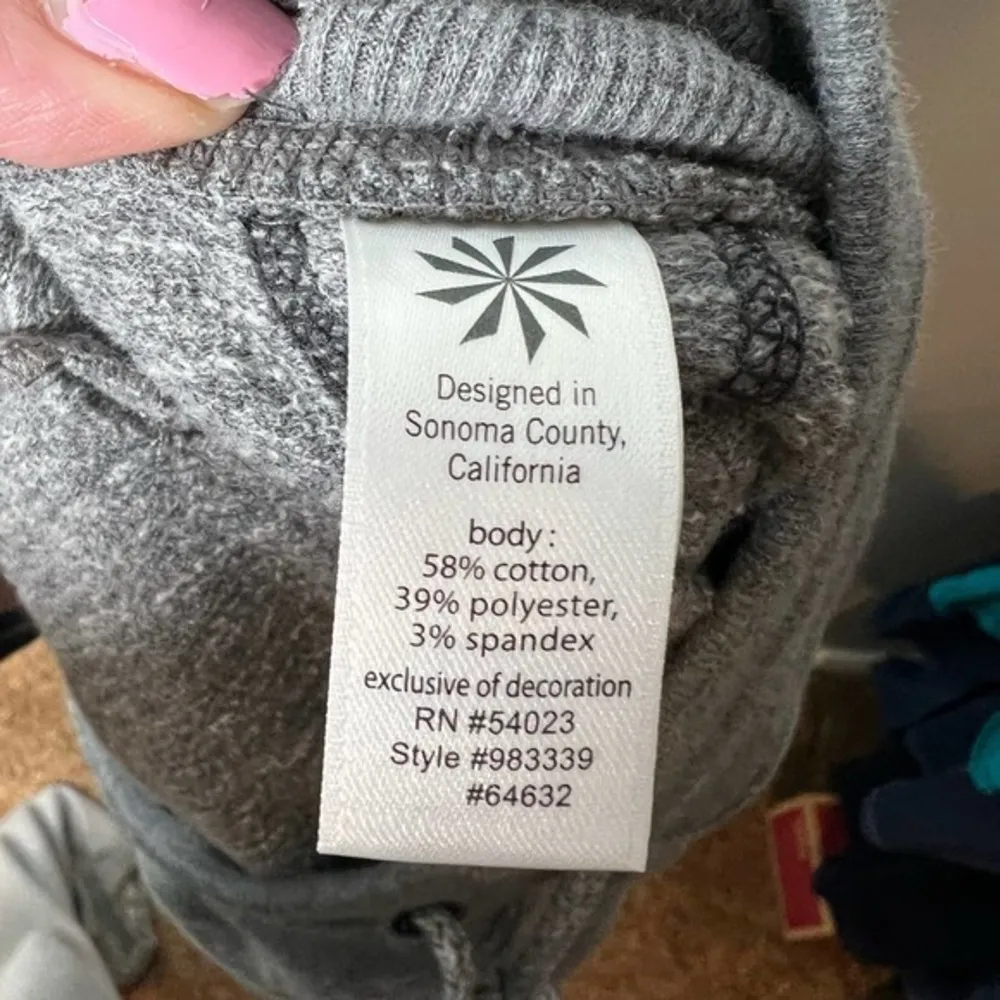 Designed in
Sonoma County,
California
body :
58% cotton,
39% polyester,
3% spandex
exclusive of decoration
RN #54023
Style #983339
#64632